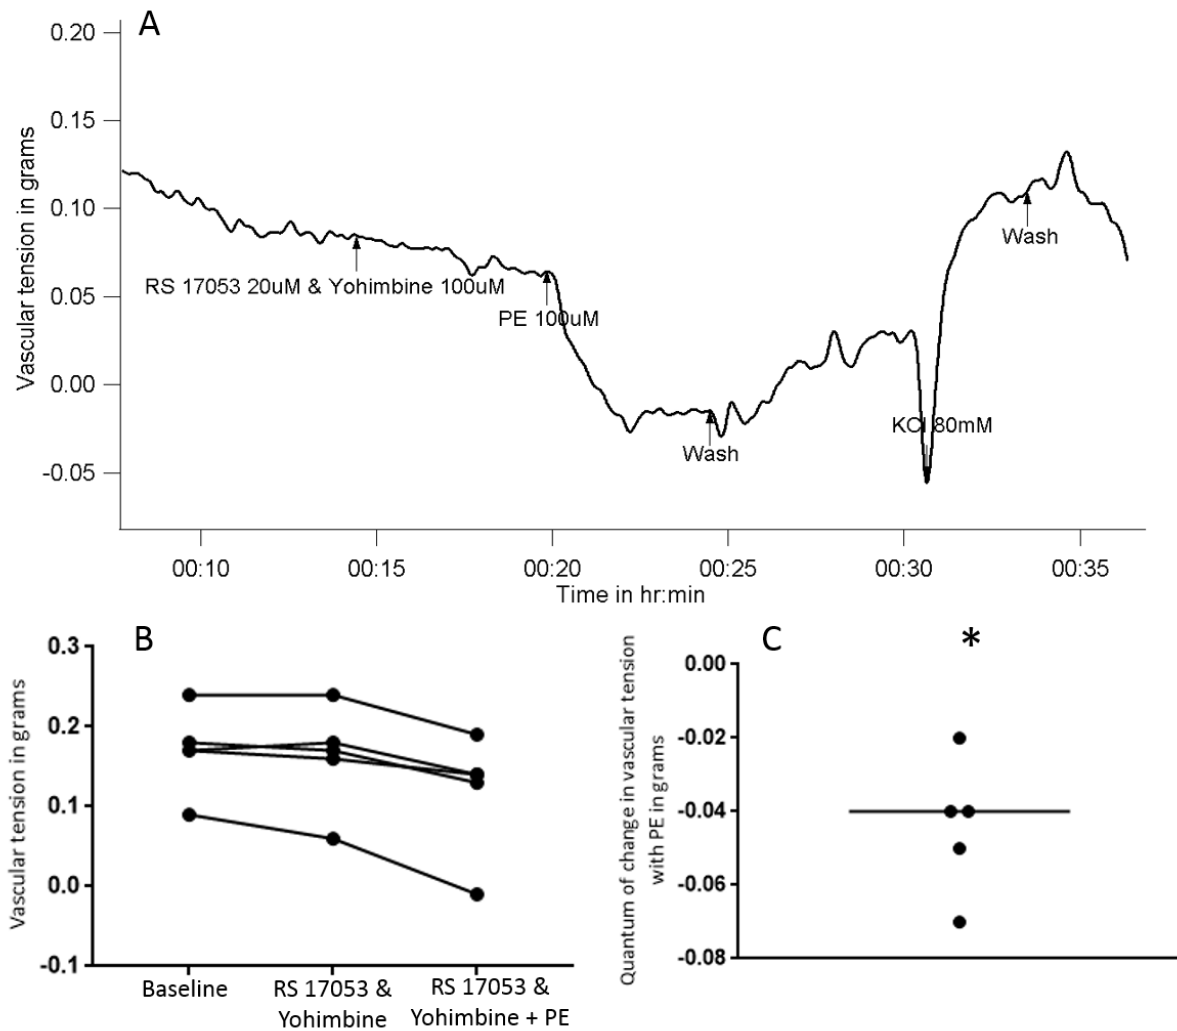 A
Vascular tension in grams
0.20
0.15
0.10
0.05
0.00
-0.05
RS 17053 20uM & Yohimbine 100uM
PE 100uM
Wash
KCl 80mM
Wash
00:10 00:15 00:20 00:25 00:30 00:35
Time in hr:min
B
Vascular tension in grams
0.3
0.2
0.1
0.0
-0.1
Baseline
RS 17053 &
Yohimbine
RS 17053 &
Yohimbine + PE
C
*
Quantum of change in vascular tension
with PE in grams
0.00
-0.02
-0.04
-0.06
-0.08